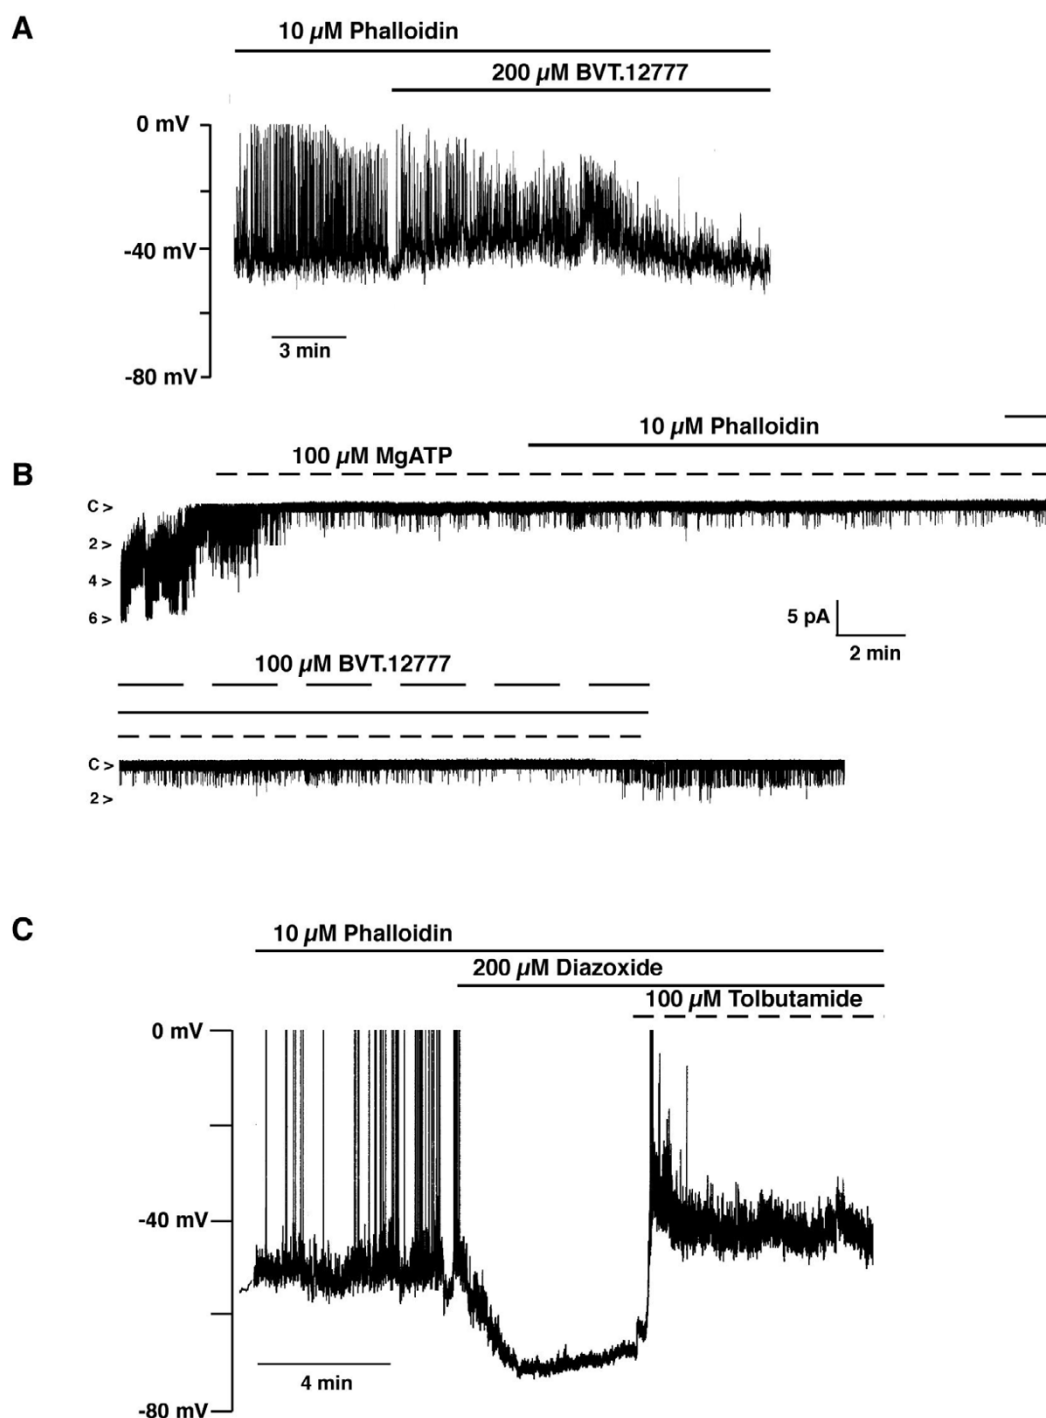 A
10 µM Phalloidin
200 µM BVT.12777
0 mV
-40 mV
3 min
-80 mV
10 µM Phalloidin
B
100 µM MgATP
C >
2 >
4 >
6 >
5 pA
2 min
100 µM BVT.12777
C >
2 >
C
10 µM Phalloidin
200 µM Diazoxide
100 µM Tolbutamide
0 mV
-40 mV
4 min
-80 mV